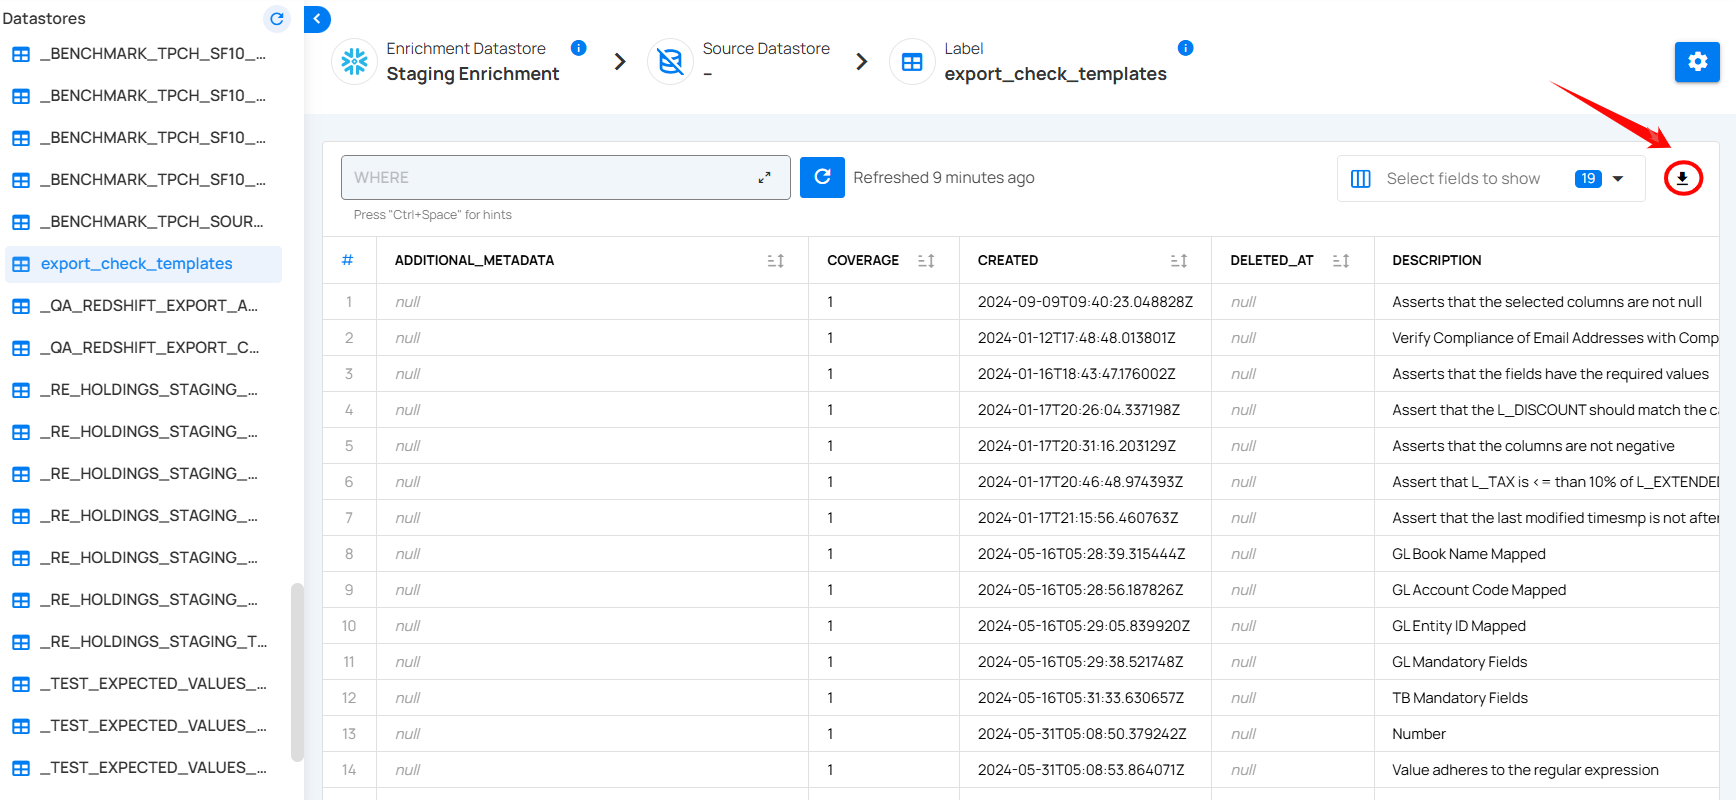 Datastores
_BENCHMARK_TPCH_SF10_...
_BENCHMARK_TPCH_SF10_...
_BENCHMARK_TPCH_SF10_...
_BENCHMARK_TPCH_SF10_...
_BENCHMARK_TPCH_SOUR...
export_check_templates
_QA_REDSHIFT_EXPORT_A...
_QA_REDSHIFT_EXPORT_C...
_RE_HOLDINGS_STAGING_...
_RE_HOLDINGS_STAGING_...
_RE_HOLDINGS_STAGING_...
_RE_HOLDINGS_STAGING_...
_RE_HOLDINGS_STAGING_...
_RE_HOLDINGS_STAGING_...
_RE_HOLDINGS_STAGING_T...
_TEST_EXPECTED_VALUES_...
_TEST_EXPECTED_VALUES_...
_TEST_EXPECTED_VALUES_...
Enrichment Datastore
Staging Enrichment
Source Datastore
–
Label
export_check_templates
WHERE
Refreshed 9 minutes ago
Select fields to show 19
Press "Ctrl+Space" for hints
# ADDITIONAL_METADATA COVERAGE CREATED DELETED_AT DESCRIPTION
1 null 1 2024-09-09T09:40:23.048828Z null Asserts that the selected columns are not null
2 null 1 2024-01-12T17:48:48.013801Z null Verify Compliance of Email Addresses with Comp
3 null 1 2024-01-16T18:43:47.176002Z null Asserts that the fields have the required values
4 null 1 2024-01-17T20:26:04.337198Z null Assert that the L_DISCOUNT should match the c
5 null 1 2024-01-17T20:31:16.203129Z null Asserts that the columns are not negative
6 null 1 2024-01-17T20:46:48.974393Z null Assert that L_TAX is <= than 10% of L_EXTENDED
7 null 1 2024-01-17T21:15:56.460763Z null Assert that the last modified timesmp is not after
8 null 1 2024-05-16T05:28:39.315444Z null GL Book Name Mapped
9 null 1 2024-05-16T05:28:56.187826Z null GL Account Code Mapped
10 null 1 2024-05-16T05:29:05.839920Z null GL Entity ID Mapped
11 null 1 2024-05-16T05:29:38.521748Z null GL Mandatory Fields
12 null 1 2024-05-16T05:31:33.630657Z null TB Mandatory Fields
13 null 1 2024-05-31T05:08:50.379242Z null Number
14 null 1 2024-05-31T05:08:53.864071Z null Value adheres to the regular expression